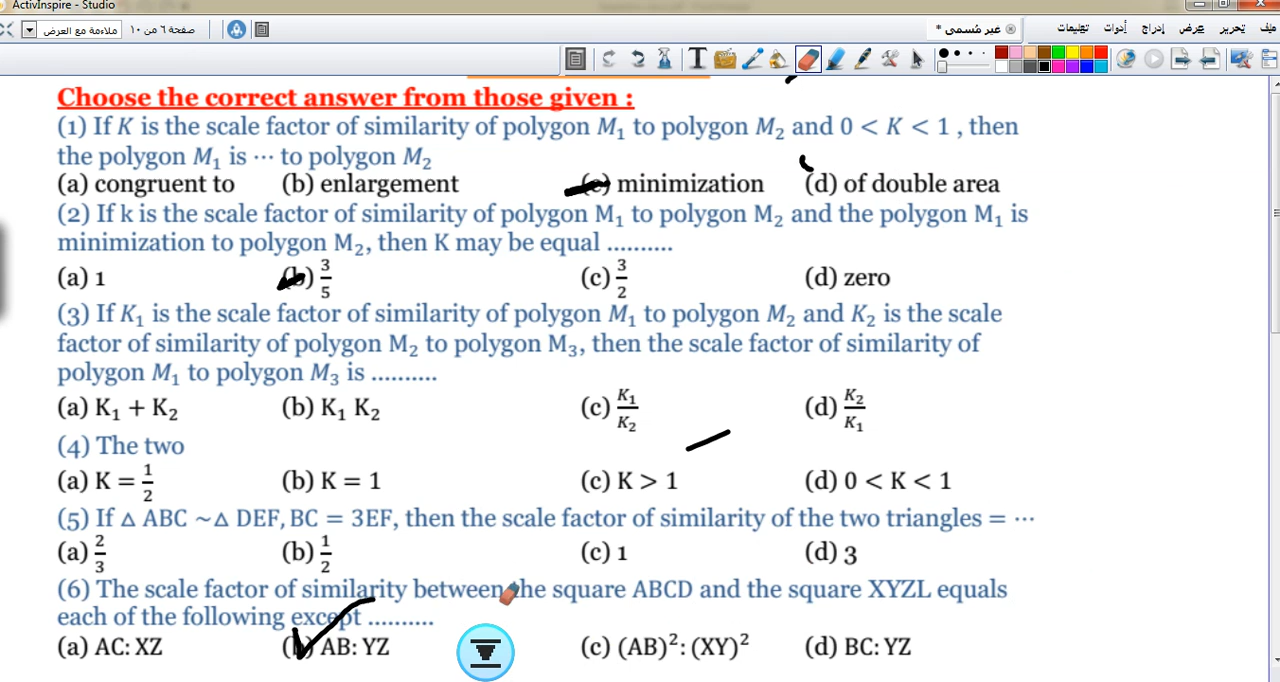 ActivInspire - Studio
ملف تحرير عرض إدراج أدوات تعليمات
غير مُسمى *
صفحة ٦ من ١٠
ملاءمة مع العرض
Choose the correct answer from those given :
(1) If K is the scale factor of similarity of polygon M₁ to polygon M₂ and 0 < K < 1 , then
the polygon M₁ is ⋯ to polygon M₂
(a) congruent to (b) enlargement (c) minimization (d) of double area
(2) If k is the scale factor of similarity of polygon M₁ to polygon M₂ and the polygon M₁ is
minimization to polygon M₂, then K may be equal ..........
(a) 1 (b) 3/5 (c) 3/2 (d) zero
(3) If K₁ is the scale factor of similarity of polygon M₁ to polygon M₂ and K₂ is the scale
factor of similarity of polygon M₂ to polygon M₃, then the scale factor of similarity of
polygon M₁ to polygon M₃ is ..........
(a) K₁ + K₂ (b) K₁ K₂ (c) K₁/K₂ (d) K₂/K₁
(4) The two
(a) K = 1/2 (b) K = 1 (c) K > 1 (d) 0 < K < 1
(5) If △ ABC ~△ DEF, BC = 3EF, then the scale factor of similarity of the two triangles = ⋯
(a) 2/3 (b) 1/2 (c) 1 (d) 3
(6) The scale factor of similarity between the square ABCD and the square XYZL equals
each of the following except ..........
(a) AC: XZ (b) AB: YZ (c) (AB)²: (XY)² (d) BC: YZ